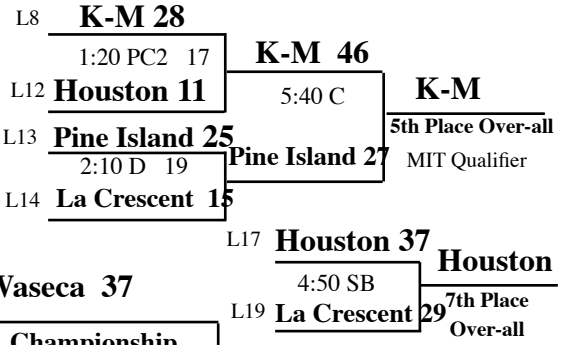 L8 K-M 28
1:20 PC2 17
L12 Houston 11
K-M 46
5:40 C
K-M
5th Place Over-all
MIT Qualifier
L13 Pine Island 25
2:10 D 19
Pine Island 27
L14 La Crescent 15
L17 Houston 37
4:50 SB
Houston
L19 La Crescent 29
7th Place
Over-all
Waseca 37
Championship